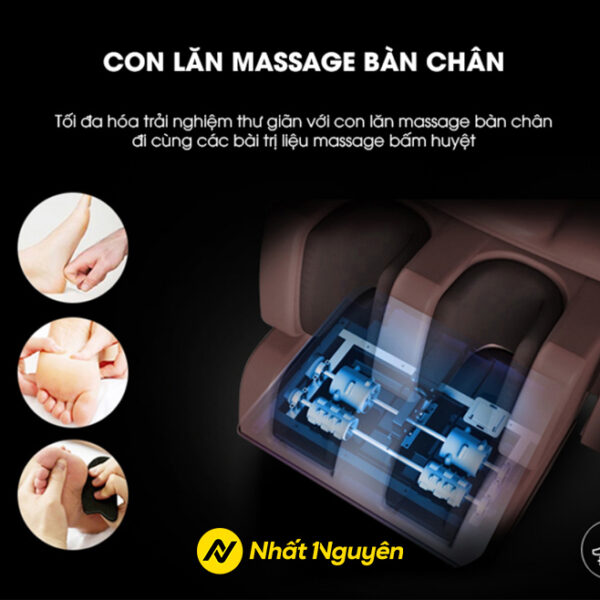 CON LĂN MASSAGE BÀN CHÂN
Tối đa hóa trải nghiệm thư giãn với con lăn massage bàn chân
đi cùng các bài trị liệu massage bấm huyệt
Nhất Nguyên